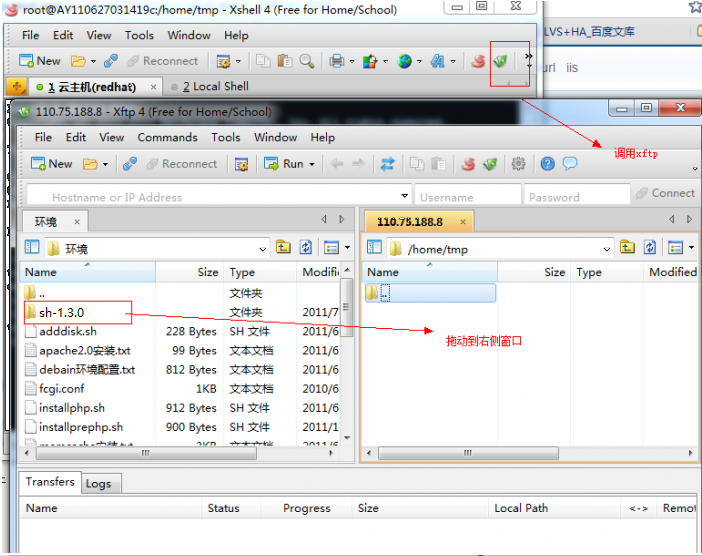 root@AY110627031419c:/home/tmp - Xshell 4 (Free for Home/School)
File Edit View Tools Window Help
LVS+HA_百度文库
New Reconnect
url iis
1 云主机(redhat) × 2 Local Shell
110.75.188.8 - Xftp 4 (Free for Home/School)
File Edit View Commands Tools Window Help
调用xftp
New Reconnect Run
Hostname or IP Address Username Password Connect
环境 × 110.75.188.8 ×
环境 /home/tmp
Name Size Type Modifi Name Size Type Modified
.. 文件夹 ..
sh-1.3.0 文件夹 2011/7
adddisk.sh 228 Bytes SH 文件 2011/6
拖动到右侧窗口
apache2.0安装.txt 99 Bytes 文本文档 2011/6
debain环境配置.txt 812 Bytes 文本文档 2011/6
fcgi.conf 1KB 文本文档 2010/6
installphp.sh 912 Bytes SH 文件 2011/6
installprephp.sh 900 Bytes SH 文件 2011/1
Transfers Logs
Name Status Progress Size Local Path <-> Remot